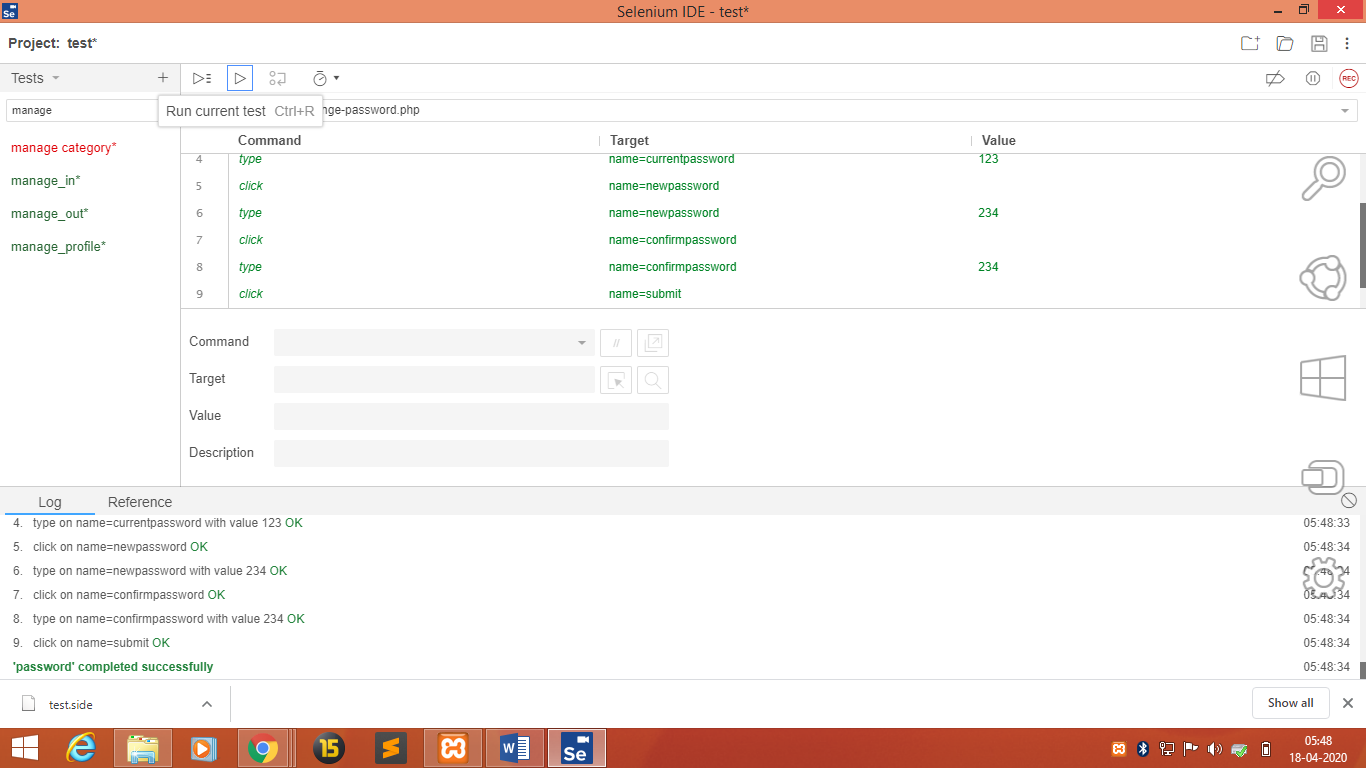 Selenium IDE - test*
Project: test*
Tests
manage
Run current test Ctrl+R
nge-password.php
Command Target Value
manage category*
manage_in*
manage_out*
manage_profile*
4 type name=currentpassword 123
5 click name=newpassword
6 type name=newpassword 234
7 click name=confirmpassword
8 type name=confirmpassword 234
9 click name=submit
REC
Command //
Target
Value
Description
Log Reference
4. type on name=currentpassword with value 123 OK 05:48:33
5. click on name=newpassword OK 05:48:34
6. type on name=newpassword with value 234 OK 05:48:34
7. click on name=confirmpassword OK 05:48:34
8. type on name=confirmpassword with value 234 OK 05:48:34
9. click on name=submit OK 05:48:34
'password' completed successfully 05:48:34
test.side
Show all
15
Se
05:48
18-04-2020